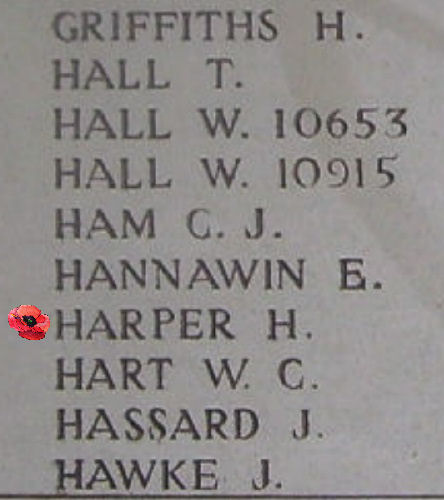 GRIFFITHS H.
HALL T.
HALL W. 10653
HALL W. 10915
HAM C. J.
HANNAWIN E.
HARPER H.
HART W. C.
HASSARD J.
HAWKE J.